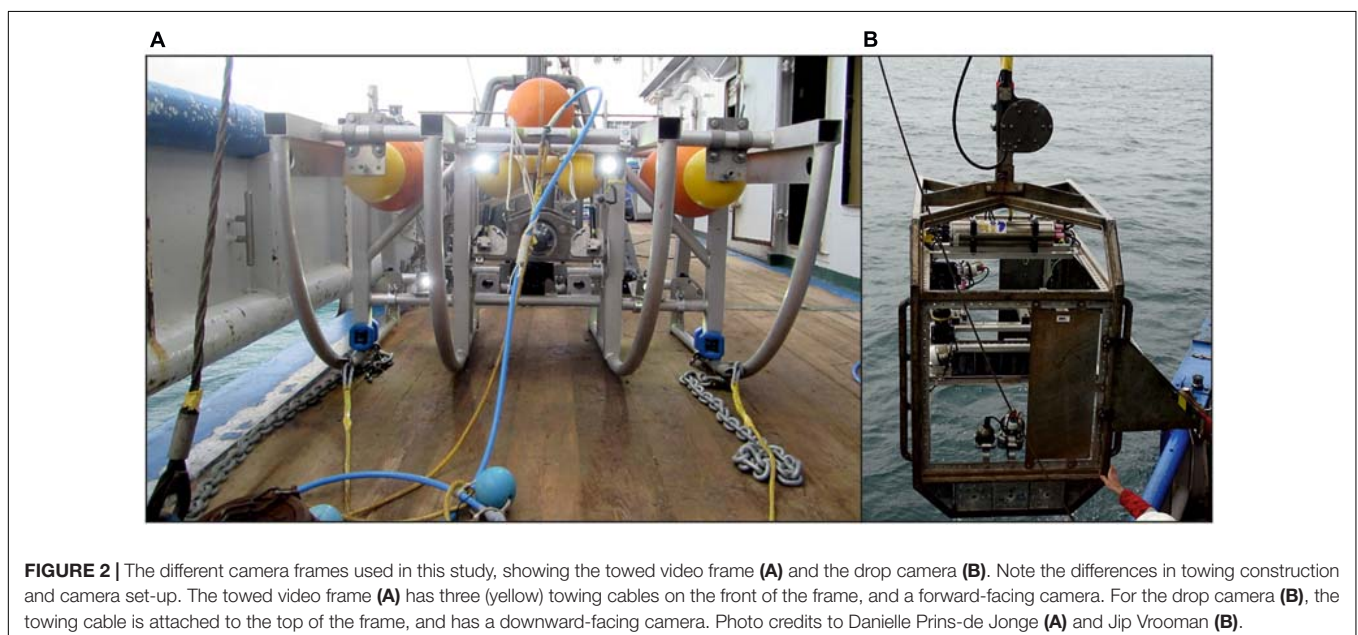 A
B
FIGURE 2 | The different camera frames used in this study, showing the towed video frame (A) and the drop camera (B). Note the differences in towing construction
and camera set-up. The towed video frame (A) has three (yellow) towing cables on the front of the frame, and a forward-facing camera. For the drop camera (B), the
towing cable is attached to the top of the frame, and has a downward-facing camera. Photo credits to Danielle Prins-de Jonge (A) and Jip Vrooman (B).